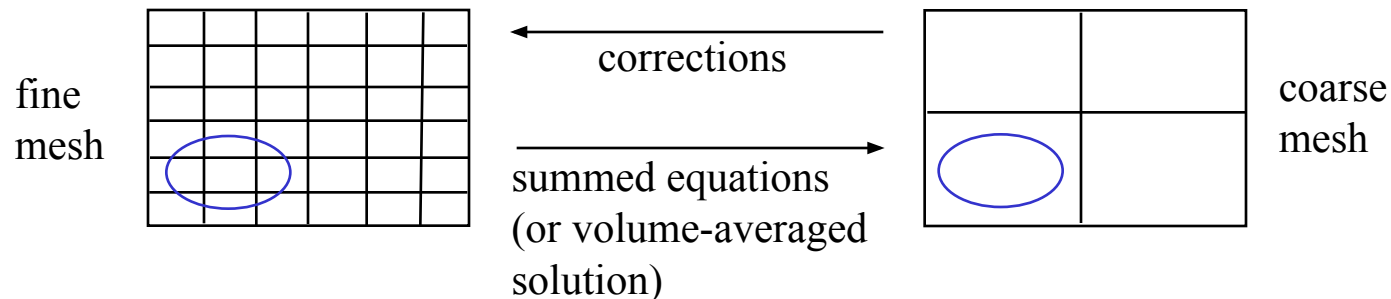 fine
mesh
corrections
summed equations
(or volume-averaged
solution)
coarse
mesh